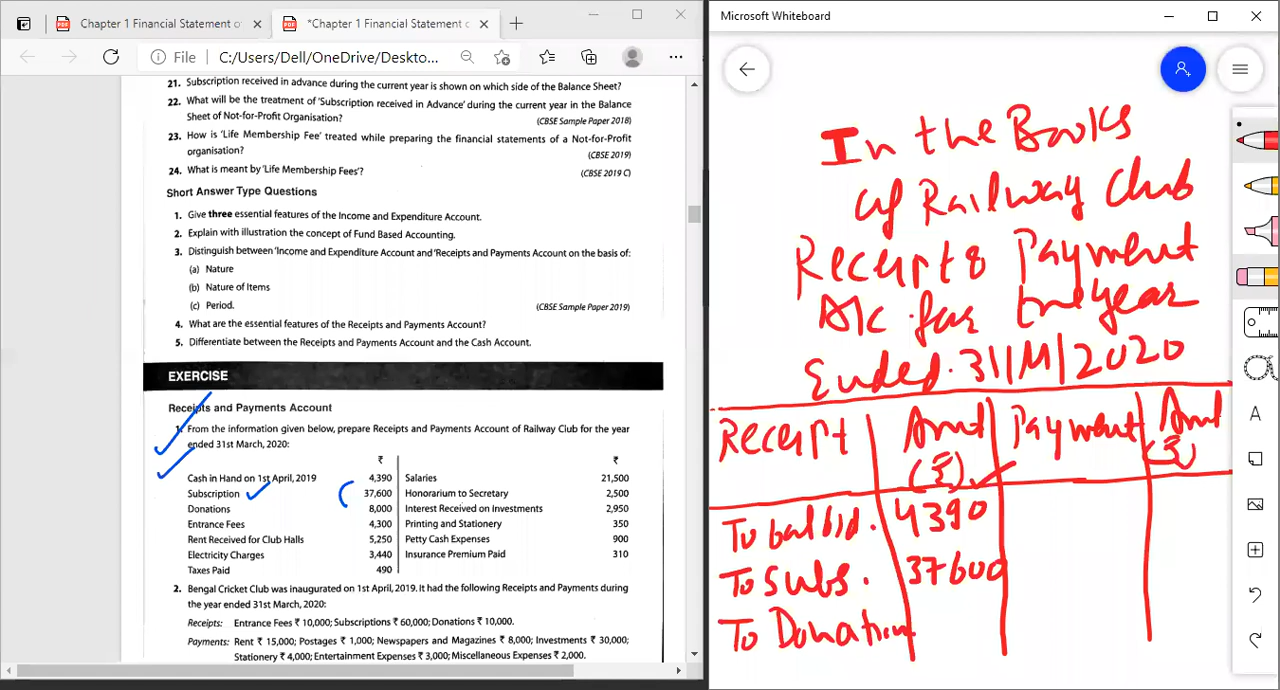 Chapter 1 Financial Statement o
*Chapter 1 Financial Statement c
File
C:/Users/Dell/OneDrive/Deskto...
21. Subscription received in advance during the current year is shown on which side of the Balance Sheet?
22. What will be the treatment of 'Subscription received in Advance' during the current year in the Balance
Sheet of Not-for-Profit Organisation?
(CBSE Sample Paper 2018)
23. How is 'Life Membership Fee' treated while preparing the financial statements of a Not-for-Profit
organisation?
(CBSE 2019)
24. What is meant by 'Life Membership Fees'?
(CBSE 2019 C)
Short Answer Type Questions
1. Give three essential features of the Income and Expenditure Account.
2. Explain with illustration the concept of Fund Based Accounting.
3. Distinguish between 'Income and Expenditure Account and 'Receipts and Payments Account on the basis of:
(a) Nature
(b) Nature of Items
(c) Period.
(CBSE Sample Paper 2019)
4. What are the essential features of the Receipts and Payments Account?
5. Differentiate between the Receipts and Payments Account and the Cash Account.
EXERCISE
Receipts and Payments Account
1. From the information given below, prepare Receipts and Payments Account of Railway Club for the year
ended 31st March, 2020:
₹ ₹
Cash in Hand on 1st April, 2019 4,390 Salaries 21,500
Subscription 37,600 Honorarium to Secretary 2,500
Donations 8,000 Interest Received on Investments 2,950
Entrance Fees 4,300 Printing and Stationery 350
Rent Received for Club Halls 5,250 Petty Cash Expenses 900
Electricity Charges 3,440 Insurance Premium Paid 310
Taxes Paid 490
2. Bengal Cricket Club was inaugurated on 1st April, 2019. It had the following Receipts and Payments during
the year ended 31st March, 2020:
Receipts: Entrance Fees ₹ 10,000; Subscriptions ₹ 60,000; Donations ₹ 10,000.
Payments: Rent ₹ 15,000; Postages ₹ 1,000; Newspapers and Magazines ₹ 8,000; Investments ₹ 30,000;
Stationery ₹ 4,000; Entertainment Expenses ₹ 3,000; Miscellaneous Expenses ₹ 2,000.
Microsoft Whiteboard
In the Books
of Railway Club
Receipt & Payment
A/c for the year
Ended 31/M/2020
Receipt Amt Payment Amt
(₹) (₹)
To bal b/d. 4390
To Subs. 37600
To Donation
A